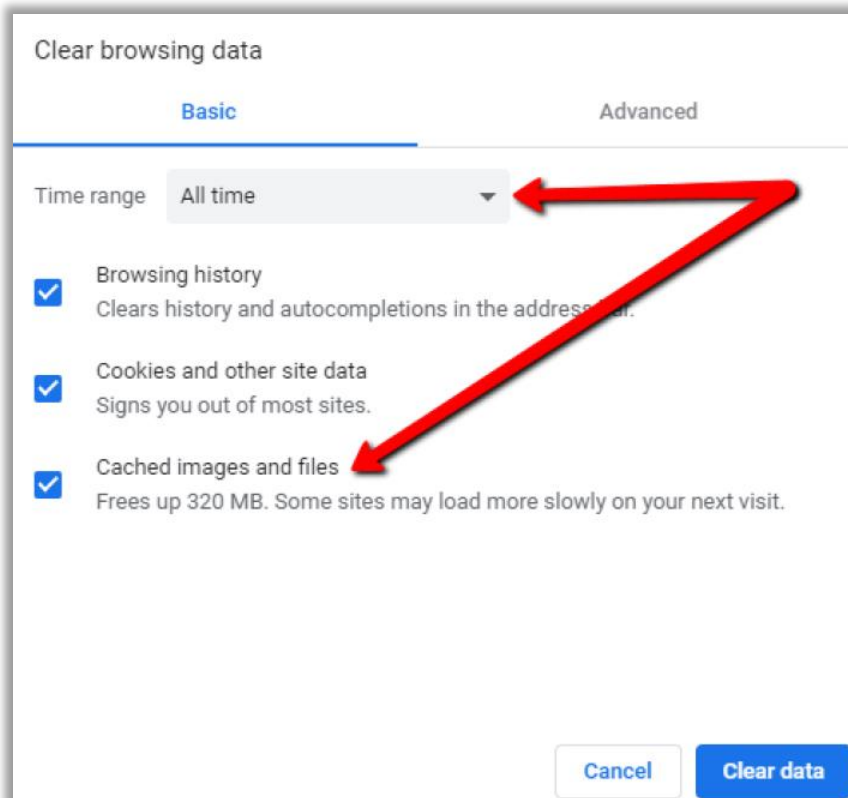 Clear browsing data
Basic Advanced
Time range All time
Browsing history
Clears history and autocompletions in the address
Cookies and other site data
Signs you out of most sites.
Cached images and files
Frees up 320 MB. Some sites may load more slowly on your next visit.
Cancel Clear data